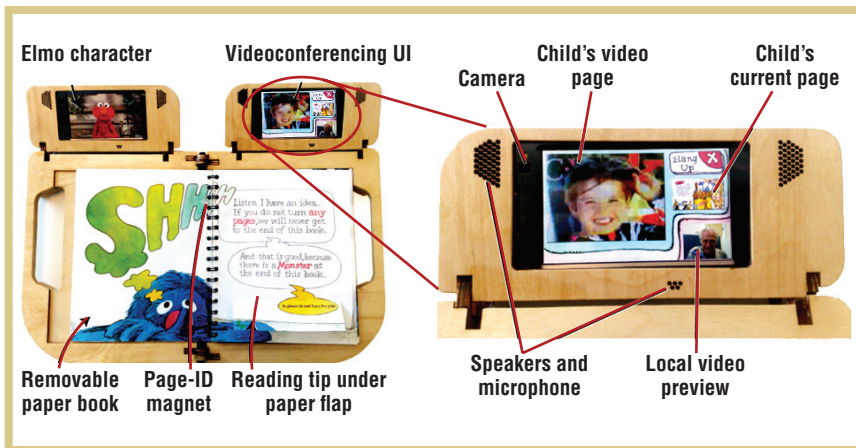 Elmo character
Videoconferencing UI
Camera
Child's video
page
Child's
current page
Hang
Up
X
SHHHH
Listen, I have an idea.
If you do not turn any
pages, we will never get
to the end of this book.
And that is good, because
there is a Monster at
the end of this book.
Removable
paper book
Page-ID
magnet
Reading tip under
paper flap
Speakers and
microphone
Local video
preview